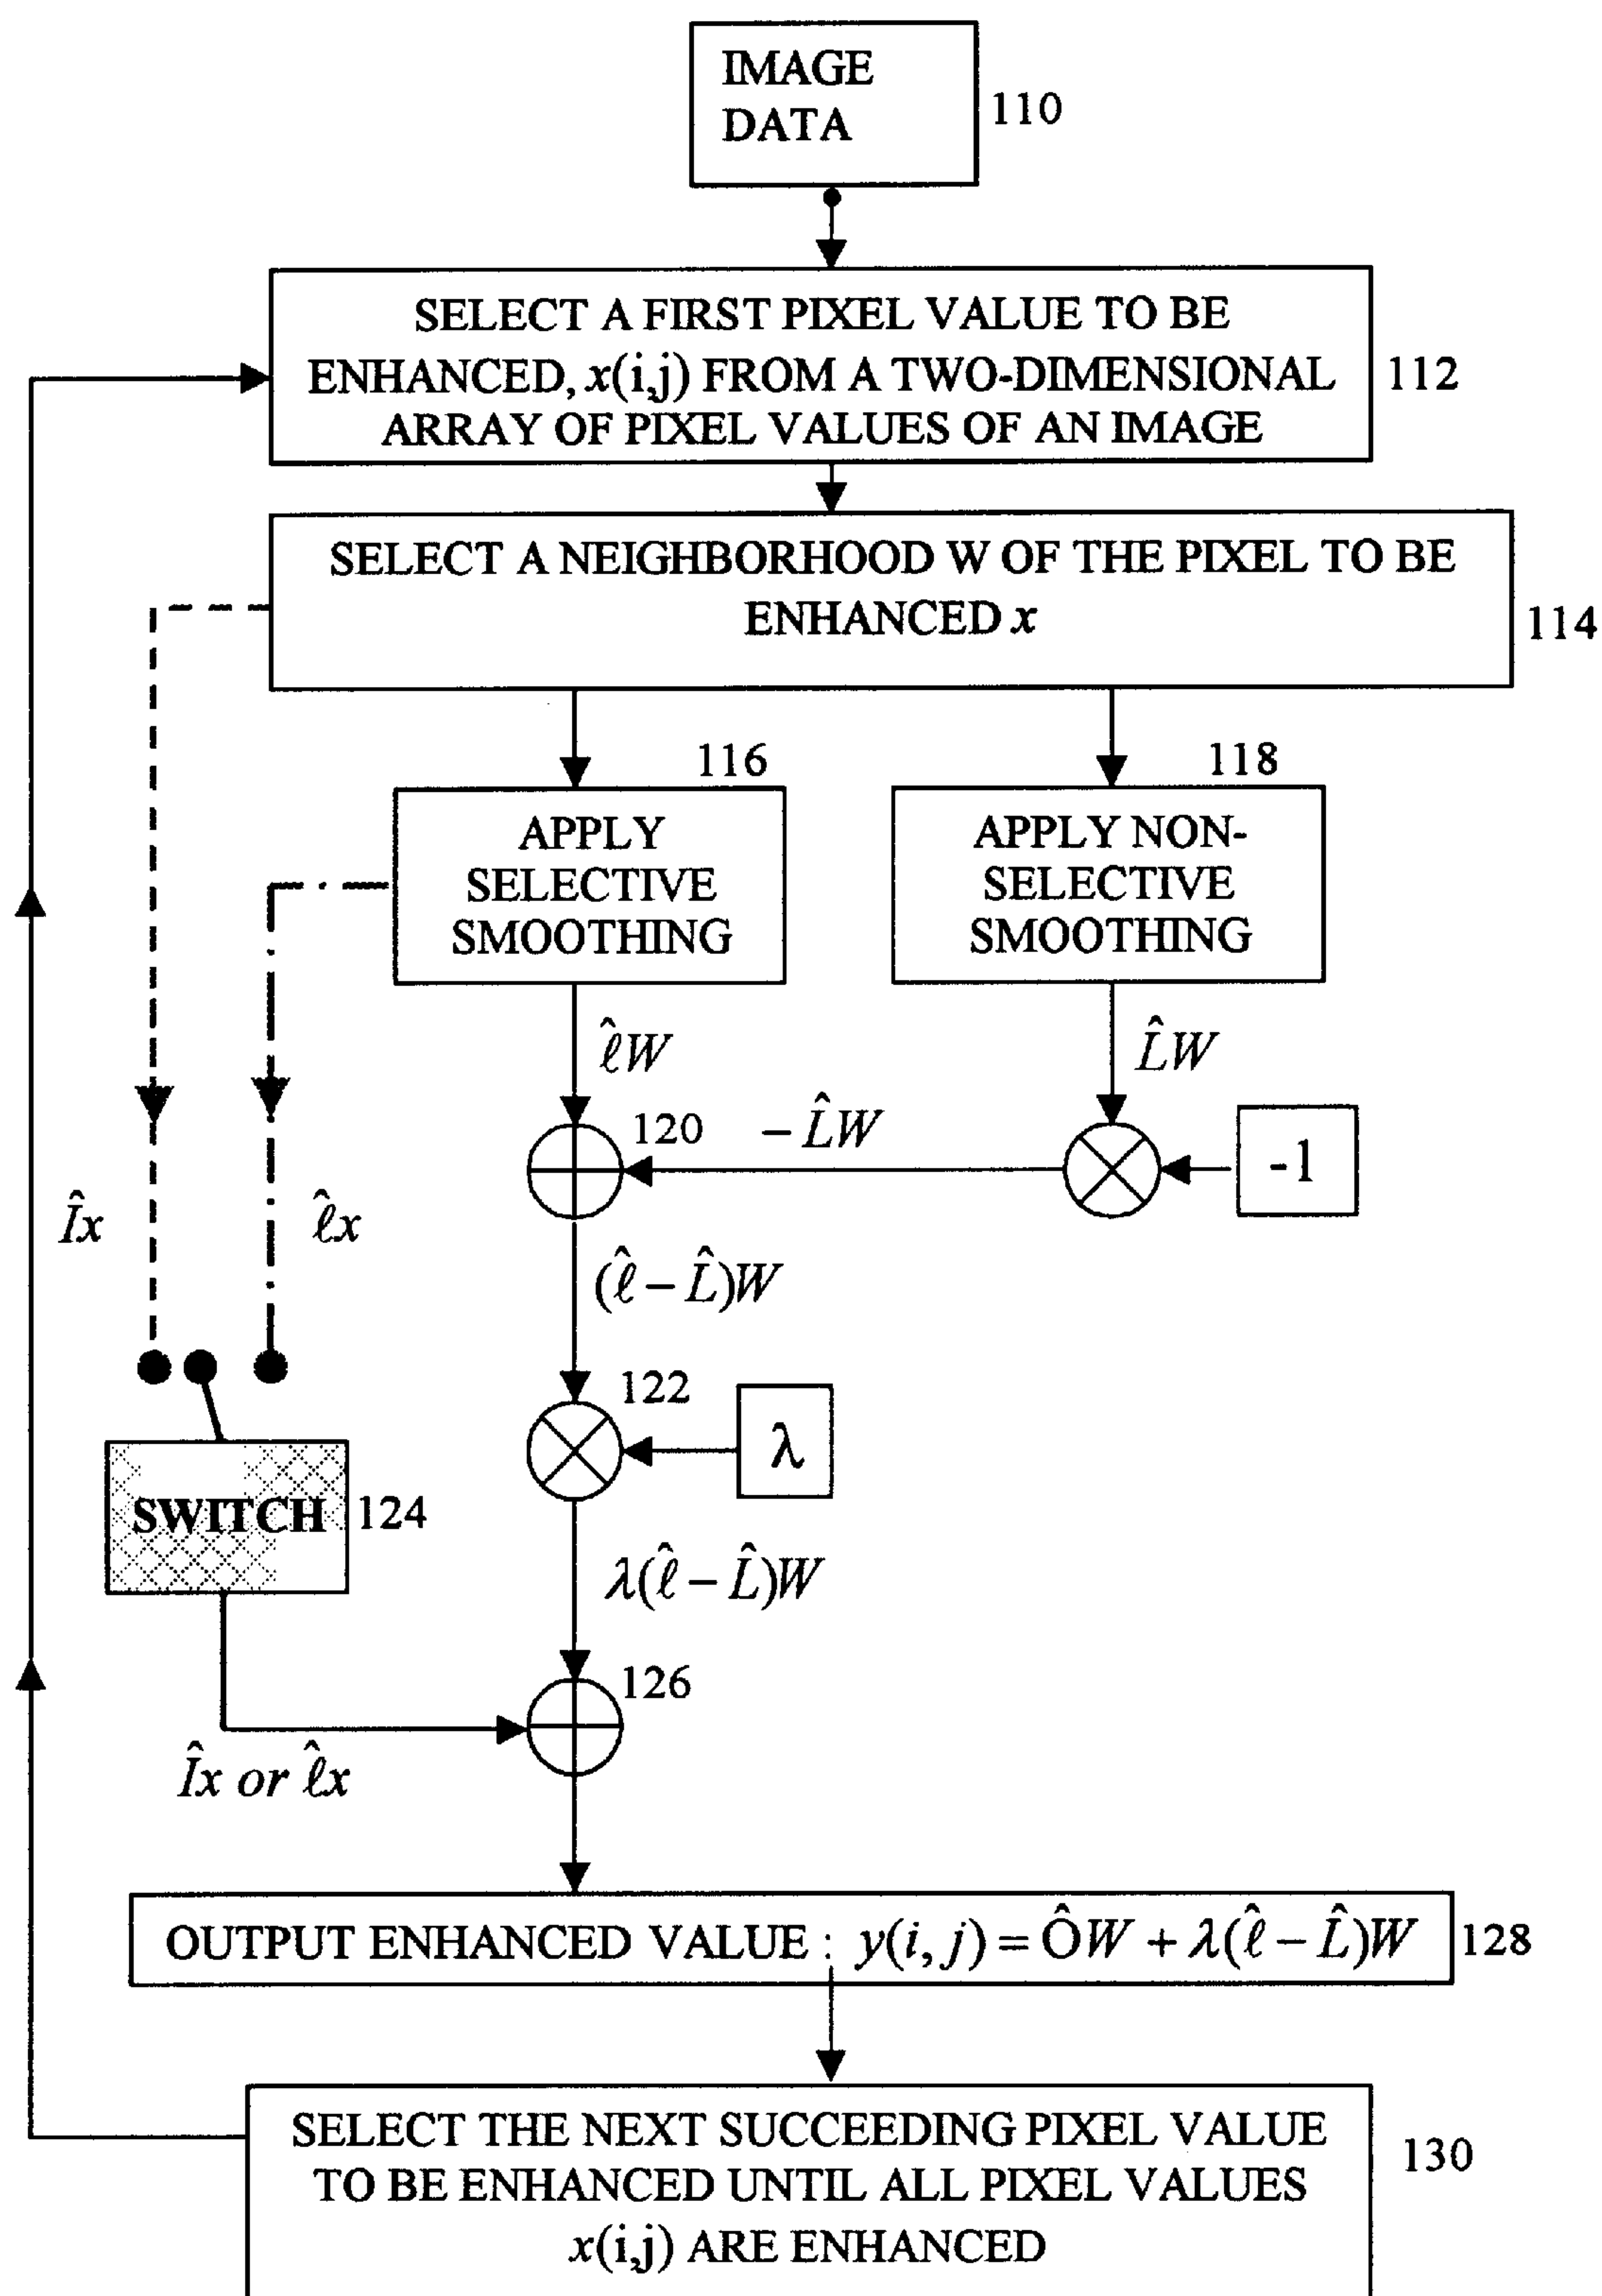 IMAGE
DATA
110
SELECT A FIRST PIXEL VALUE TO BE
ENHANCED, x(i,j) FROM A TWO-DIMENSIONAL
ARRAY OF PIXEL VALUES OF AN IMAGE
112
SELECT A NEIGHBORHOOD W OF THE PIXEL TO BE
ENHANCED x
114
116
APPLY
SELECTIVE
SMOOTHING
118
APPLY NON-
SELECTIVE
SMOOTHING
ℓ̂W
L̂W
120
−L̂W
-1
Îx
ℓ̂x
(ℓ̂−L̂)W
122
λ
SWITCH
124
λ(ℓ̂−L̂)W
126
Îx or ℓ̂x
OUTPUT ENHANCED VALUE : y(i, j) = ÔW + λ(ℓ̂ − L̂)W
128
SELECT THE NEXT SUCCEEDING PIXEL VALUE
TO BE ENHANCED UNTIL ALL PIXEL VALUES
x(i,j) ARE ENHANCED
130